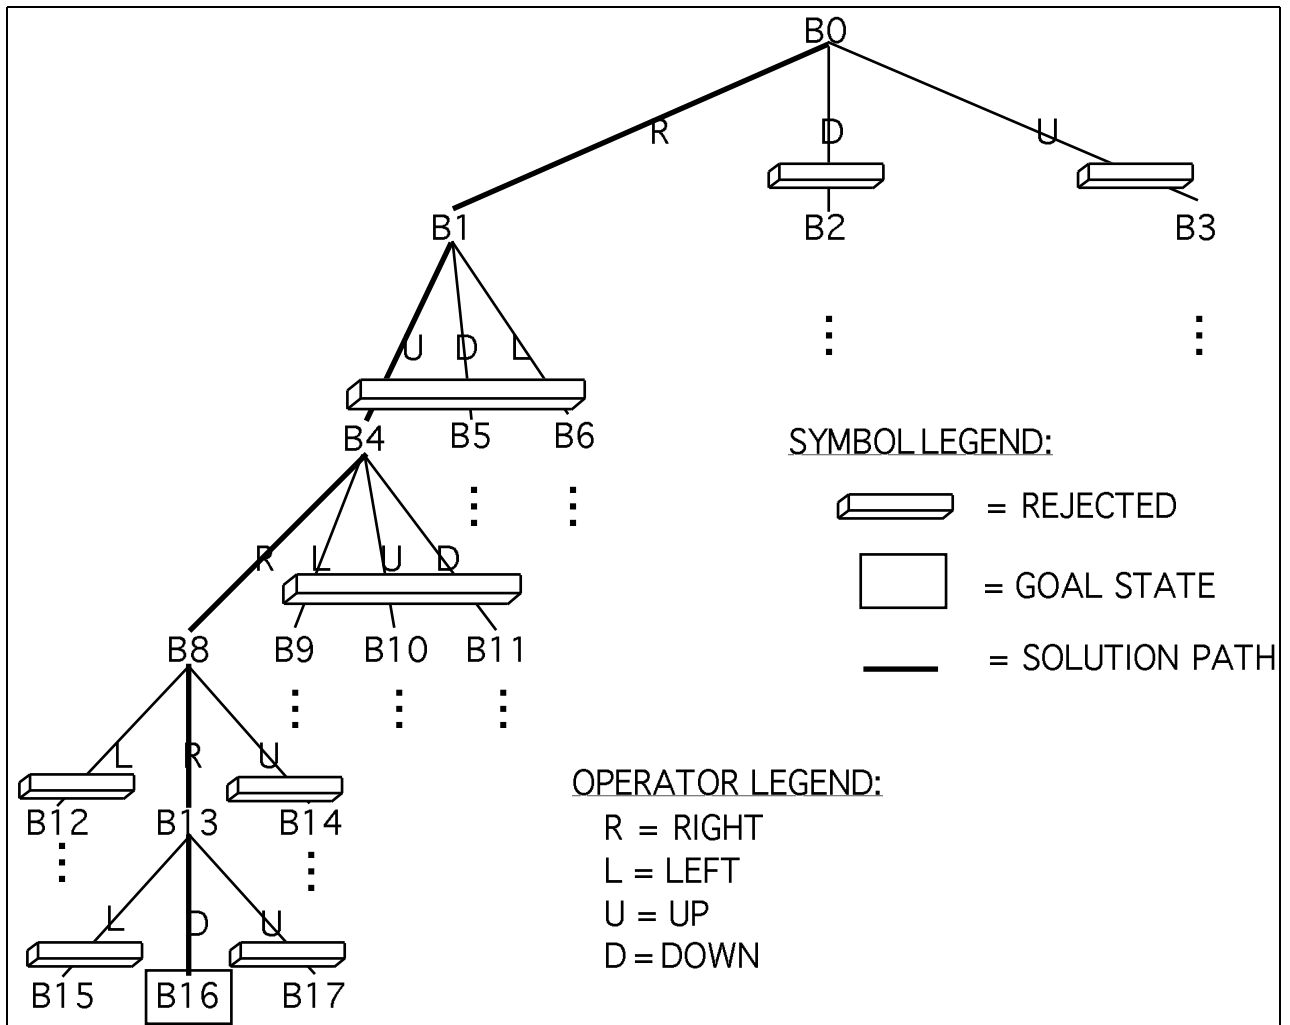 B0
R D U
B1 B2 B3
U D L
B4 B5 B6
SYMBOL LEGEND:
= REJECTED
R L U D
= GOAL STATE
B8 B9 B10 B11
= SOLUTION PATH
L R U
OPERATOR LEGEND:
B12 B13 B14
R = RIGHT
L = LEFT
L D U
U = UP
D = DOWN
B15 B16 B17